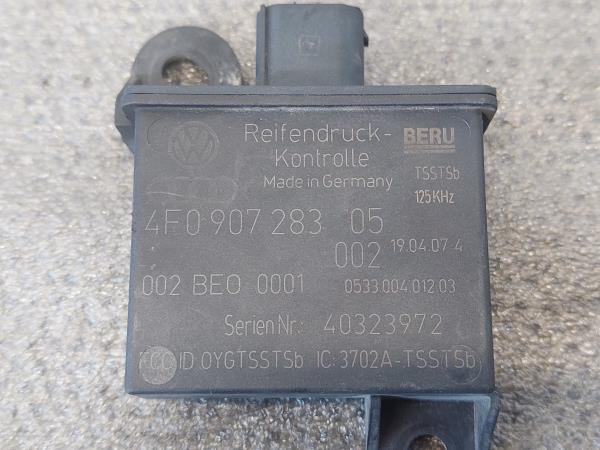 Reifendruck-
Kontrolle
Made in Germany
BERU
TSSTSb
125KHz
4F0 907 283 05
002 19.04.07 4
002 BEO 0001 0533 004 012 03
Serien Nr.: 40323972
FCC ID OYGTSSTSb IC: 3702A-TSSTSb